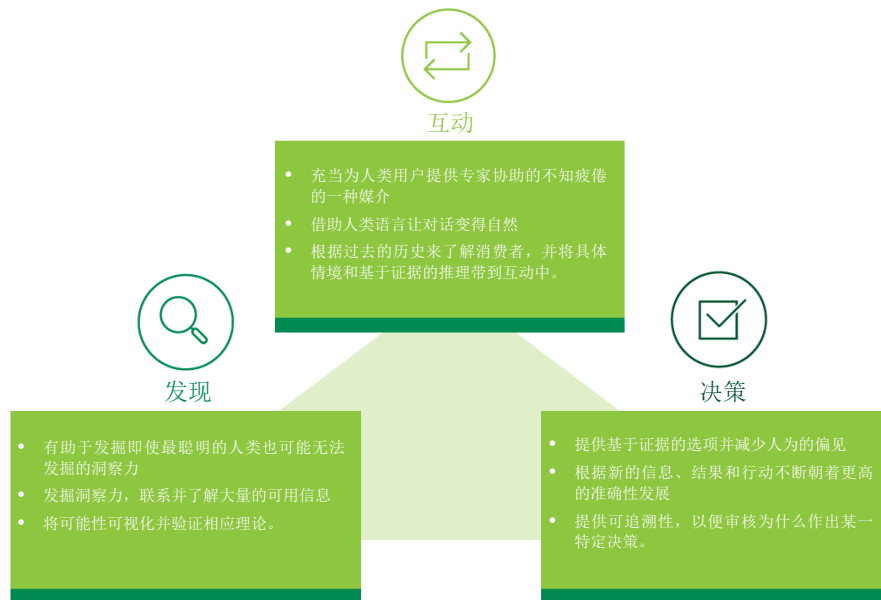 互动
• 充当为人类用户提供专家协助的不知疲倦
的一种媒介
• 借助人类语言让对话变得自然
• 根据过去的历史来了解消费者，并将具体
情境和基于证据的推理带到互动中。
发现
• 有助于发掘即使最聪明的人类也可能无法
发掘的洞察力
• 发掘洞察力，联系并了解大量的可用信息
• 将可能性可视化并验证相应理论。
决策
• 提供基于证据的选项并减少人为的偏见
• 根据新的信息、结果和行动不断朝着更高
的准确性发展
• 提供可追溯性，以便审核为什么作出某一
特定决策。